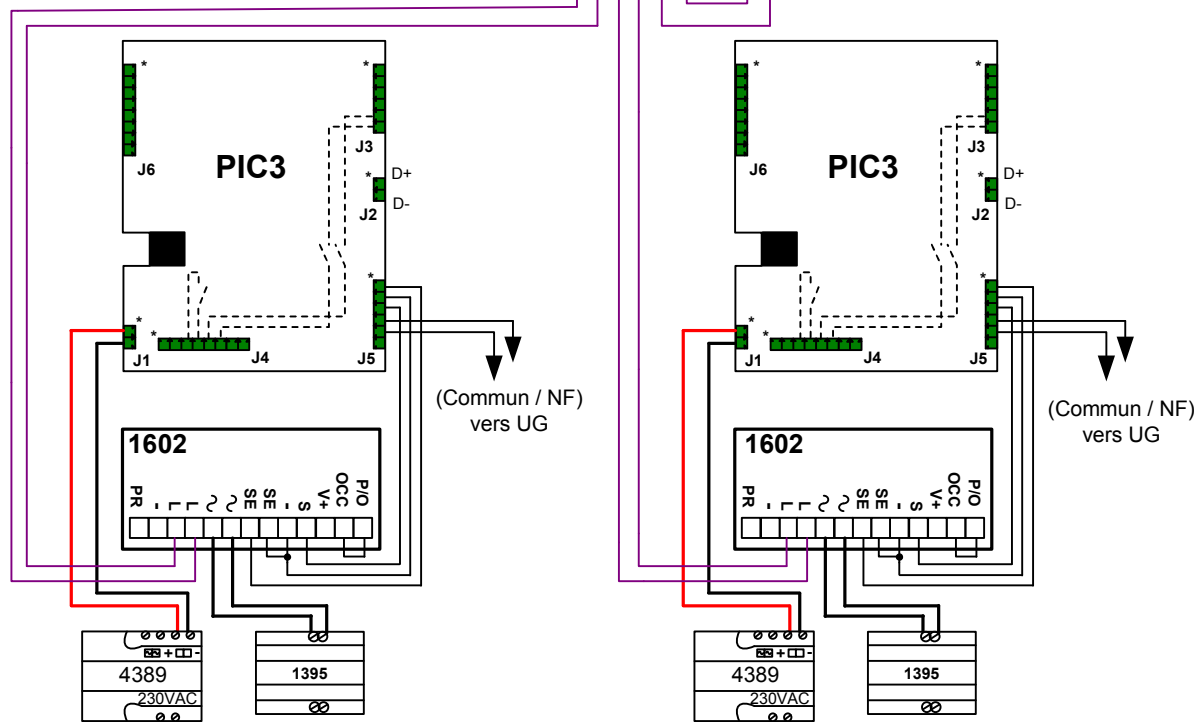 *
*
J3
J6
PIC3
*
D+
J2
D-
*
*
*
J1
J4
J5
(Commun / NF)
vers UG
1602
PR - L L ~ ~ SE SE - S V+ OCC P/O
+ -
4389
230VAC
1395
*
*
J3
J6
PIC3
*
D+
J2
D-
*
*
*
J1
J4
J5
(Commun / NF)
vers UG
1602
PR - L L ~ ~ SE SE - S V+ OCC P/O
+ -
4389
230VAC
1395